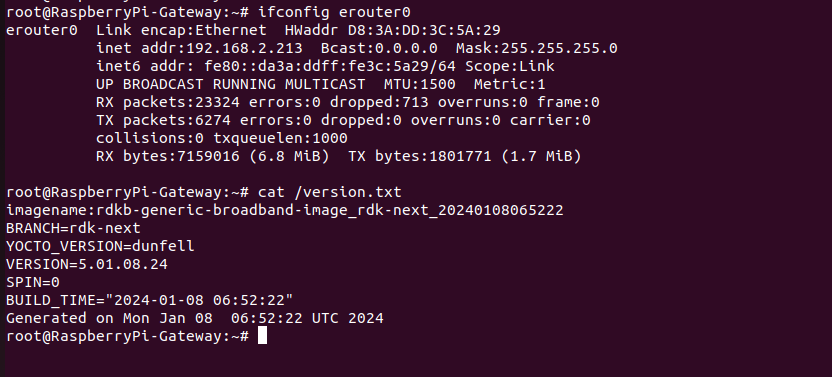 root@RaspberryPi-Gateway:~# ifconfig erouter0
erouter0  Link encap:Ethernet  HWaddr D8:3A:DD:3C:5A:29
          inet addr:192.168.2.213  Bcast:0.0.0.0  Mask:255.255.255.0
          inet6 addr: fe80::da3a:ddff:fe3c:5a29/64 Scope:Link
          UP BROADCAST RUNNING MULTICAST  MTU:1500  Metric:1
          RX packets:23324 errors:0 dropped:713 overruns:0 frame:0
          TX packets:6274 errors:0 dropped:0 overruns:0 carrier:0
          collisions:0 txqueuelen:1000
          RX bytes:7159016 (6.8 MiB)  TX bytes:1801771 (1.7 MiB)

root@RaspberryPi-Gateway:~# cat /version.txt
imagename:rdkb-generic-broadband-image_rdk-next_20240108065222
BRANCH=rdk-next
YOCTO_VERSION=dunfell
VERSION=5.01.08.24
SPIN=0
BUILD_TIME="2024-01-08 06:52:22"
Generated on Mon Jan 08  06:52:22 UTC 2024
root@RaspberryPi-Gateway:~#